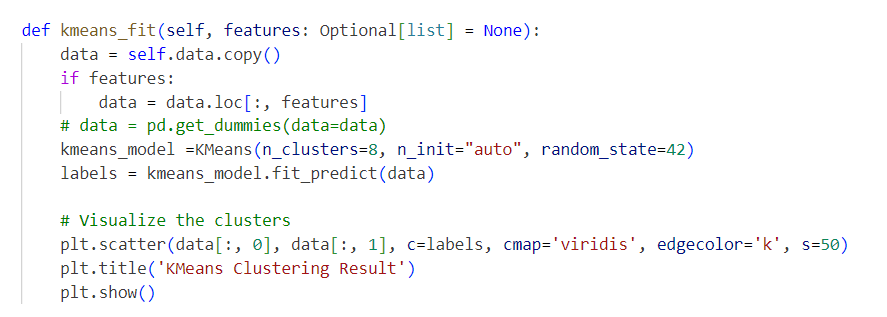 def kmeans_fit(self, features: Optional[list] = None):
    data = self.data.copy()
    if features:
        data = data.loc[:, features]
    # data = pd.get_dummies(data=data)
    kmeans_model =KMeans(n_clusters=8, n_init="auto", random_state=42)
    labels = kmeans_model.fit_predict(data)

    # Visualize the clusters
    plt.scatter(data[:, 0], data[:, 1], c=labels, cmap='viridis', edgecolor='k', s=50)
    plt.title('KMeans Clustering Result')
    plt.show()